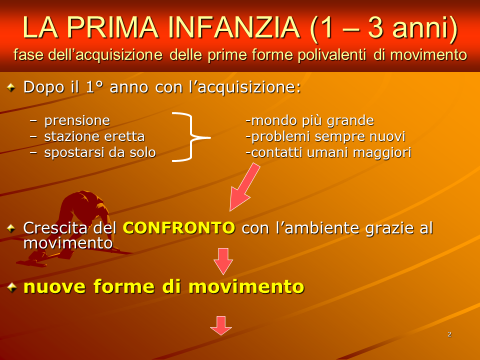 LA PRIMA INFANZIA (1 – 3 anni)
fase dell'acquisizione delle prime forme polivalenti di movimento
Dopo il 1° anno con l'acquisizione:
– prensione -mondo più grande
– stazione eretta -problemi sempre nuovi
– spostarsi da solo -contatti umani maggiori
Crescita del CONFRONTO con l'ambiente grazie al
movimento
nuove forme di movimento
2